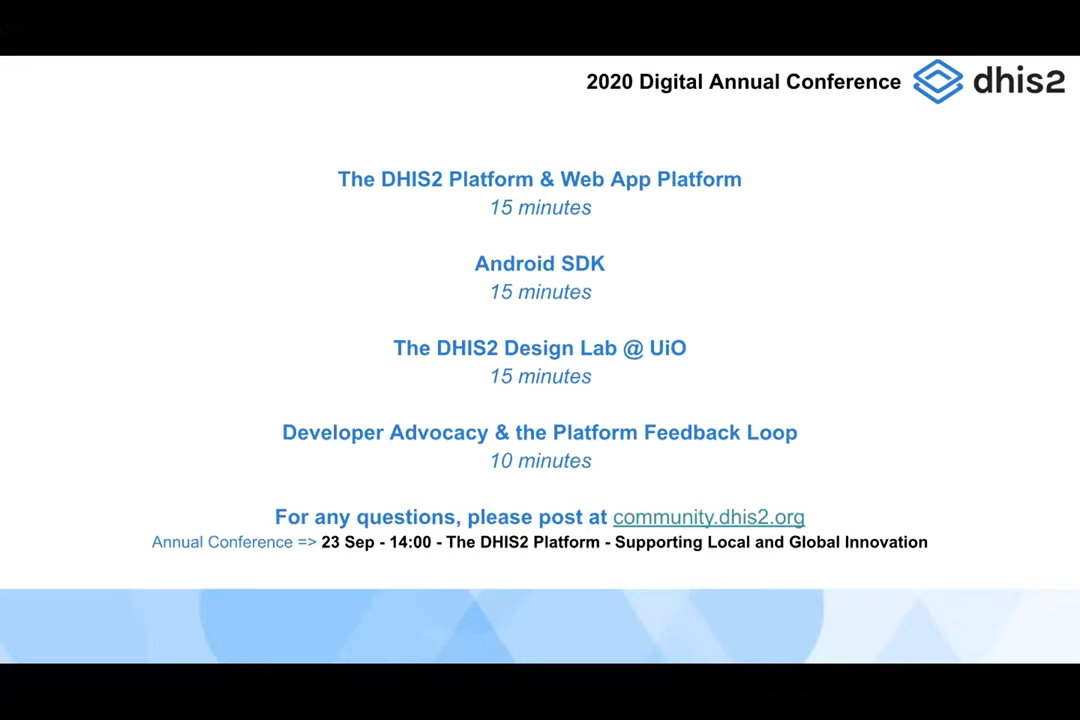 2020 Digital Annual Conference dhis2
The DHIS2 Platform & Web App Platform
15 minutes
Android SDK
15 minutes
The DHIS2 Design Lab @ UiO
15 minutes
Developer Advocacy & the Platform Feedback Loop
10 minutes
For any questions, please post at community.dhis2.org
Annual Conference => 23 Sep - 14:00 - The DHIS2 Platform - Supporting Local and Global Innovation